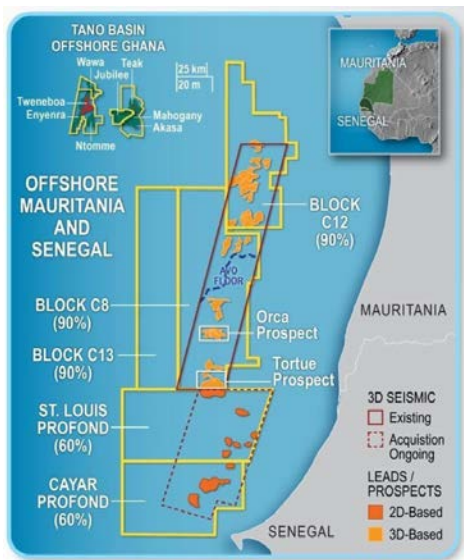 TANO BASIN
OFFSHORE GHANA
Wawa
Teak
Jubilee
Tweneboa
Enyenra
Mahogany
Akasa
Ntomme
25 km
20 m
MAURITANIA
SENEGAL
OFFSHORE
MAURITANIA
AND
SENEGAL
BLOCK
C12
(90%)
AVO
FLOOR
BLOCK C8
(90%)
Orca
Prospect
MAURITANIA
BLOCK C13
(90%)
Tortue
Prospect
ST. LOUIS
PROFOND
(60%)
CAYAR
PROFOND
(60%)
3D SEISMIC
Existing
Acquistion
Ongoing
LEADS /
PROSPECTS
2D-Based
3D-Based
SENEGAL